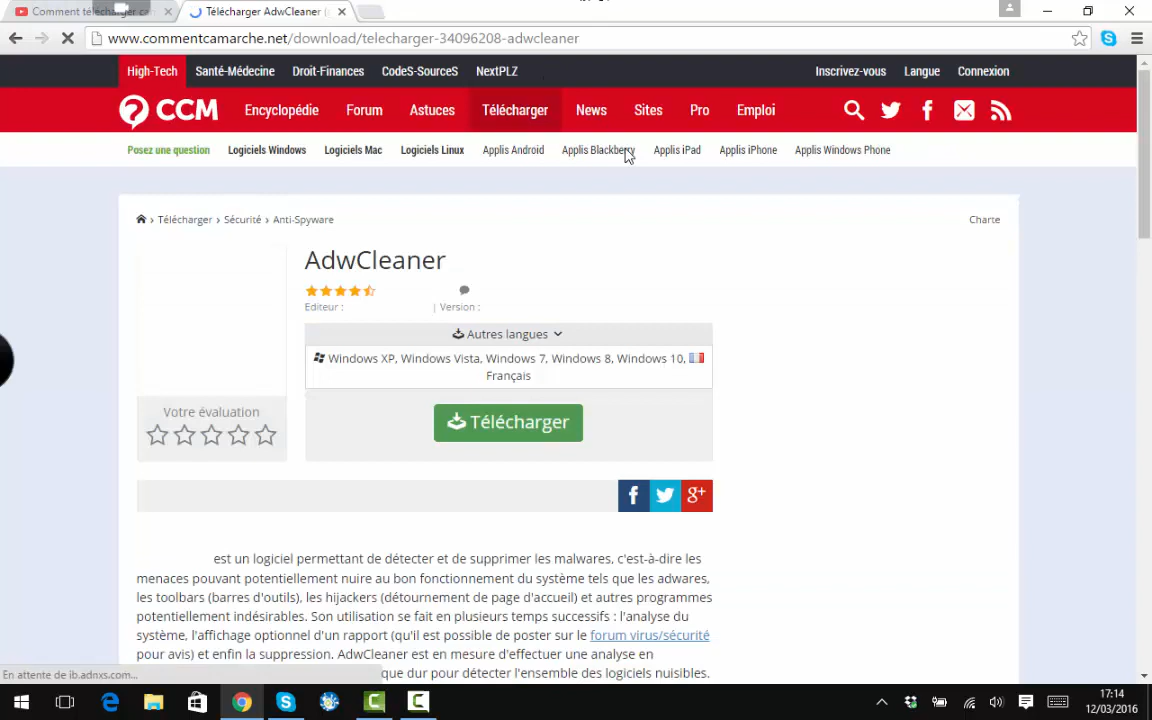 Comment télécharger
Télécharger AdwCleaner (
www.commentcamarche.net/download/telecharger-34096208-adwcleaner
High-Tech Santé-Médecine Droit-Finances CodeS-SourceS NextPLZ Inscrivez-vous Langue Connexion
CCM Encyclopédie Forum Astuces Télécharger News Sites Pro Emploi
Posez une question Logiciels Windows Logiciels Mac Logiciels Linux Applis Android Applis Blackberry Applis iPad Applis iPhone Applis Windows Phone
› Télécharger › Sécurité › Anti-Spyware Charte
AdwCleaner
Editeur : | Version :
Autres langues
Windows XP, Windows Vista, Windows 7, Windows 8, Windows 10,
Français
Votre évaluation
Télécharger
est un logiciel permettant de détecter et de supprimer les malwares, c'est-à-dire les
menaces pouvant potentiellement nuire au bon fonctionnement du système tels que les adwares,
les toolbars (barres d'outils), les hijackers (détournement de page d'accueil) et autres programmes
potentiellement indésirables. Son utilisation se fait en plusieurs temps successifs : l'analyse du
système, l'affichage optionnel d'un rapport (qu'il est possible de poster sur le forum virus/sécurité
pour avis) et enfin la suppression. AdwCleaner est en mesure d'effectuer une analyse en
que dur pour détecter l'ensemble des logiciels nuisibles.
En attente de ib.adnxs.com...
17:14
12/03/2016